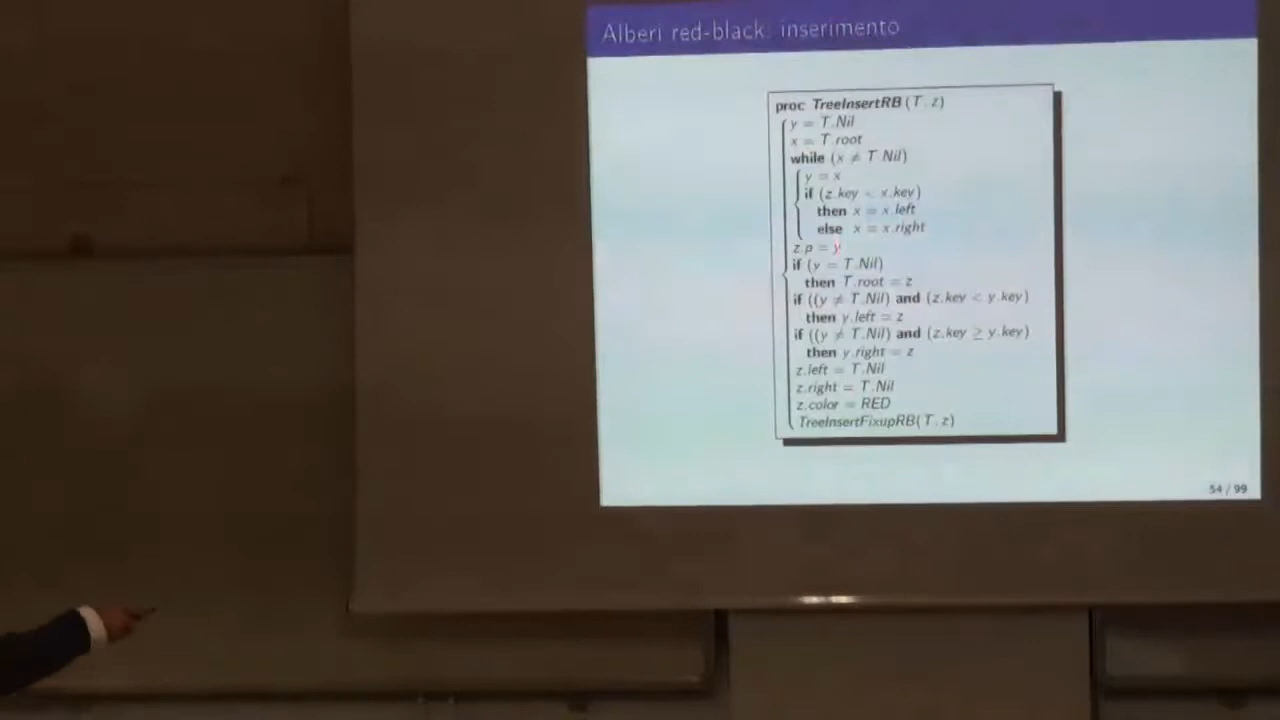 Alberi red-black: inserimento
proc TreeInsertRB (T, z)
y = T.Nil
x = T.root
while (x ≠ T.Nil)
y = x
if (z.key < x.key)
then x = x.left
else x = x.right
z.p = y
if (y = T.Nil)
then T.root = z
if ((y ≠ T.Nil) and (z.key < y.key)
then y.left = z
if ((y ≠ T.Nil) and (z.key ≥ y.key)
then y.right = z
z.left = T.Nil
z.right = T.Nil
z.color = RED
TreeInsertFixupRB(T, z)
54 / 99